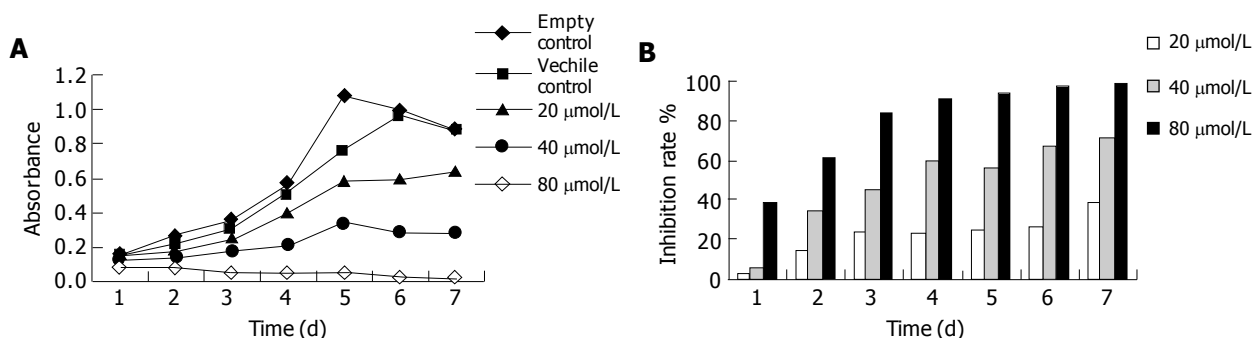 A
Absorbance
1.2
1.0
0.8
0.6
0.4
0.2
0.0
1 2 3 4 5 6 7
Time (d)
Empty
control
Vechile
control
20 μmol/L
40 μmol/L
80 μmol/L
B
Inhibition rate %
100
80
60
40
20
0
1 2 3 4 5 6 7
Time (d)
20 μmol/L
40 μmol/L
80 μmol/L